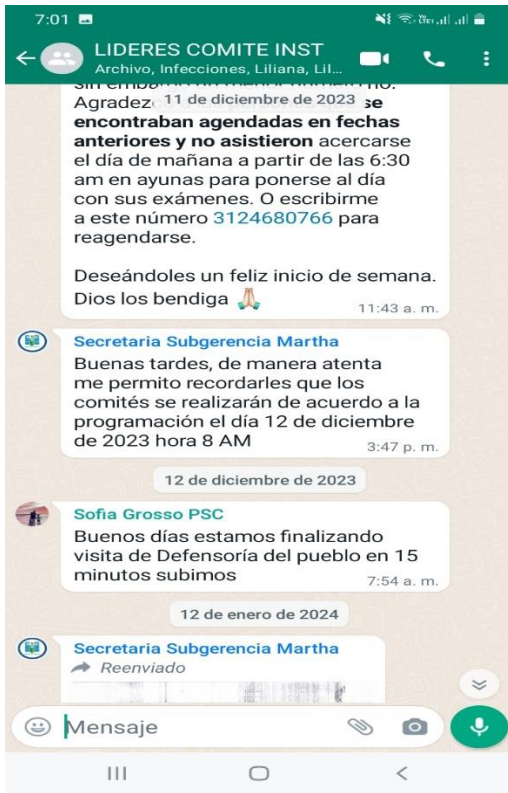 7:01
LIDERES COMITE INST
Archivo, Infecciones, Liliana, Lil...
sin embargo un menor número no.
Agradez
11 de diciembre de 2023
se
encontraban agendadas en fechas
anteriores y no asistieron acercarse
el día de mañana a partir de las 6:30
am en ayunas para ponerse al día
con sus exámenes. O escribirme
a este número 3124680766 para
reagendarse.
Deseándoles un feliz inicio de semana.
Dios los bendiga
11:43 a. m.
Secretaria Subgerencia Martha
Buenas tardes, de manera atenta
me permito recordarles que los
comités se realizarán de acuerdo a la
programación el día 12 de diciembre
de 2023 hora 8 AM
3:47 p. m.
12 de diciembre de 2023
Sofia Grosso PSC
Buenos días estamos finalizando
visita de Defensoría del pueblo en 15
minutos subimos
7:54 a. m.
12 de enero de 2024
Secretaria Subgerencia Martha
Reenviado
Mensaje